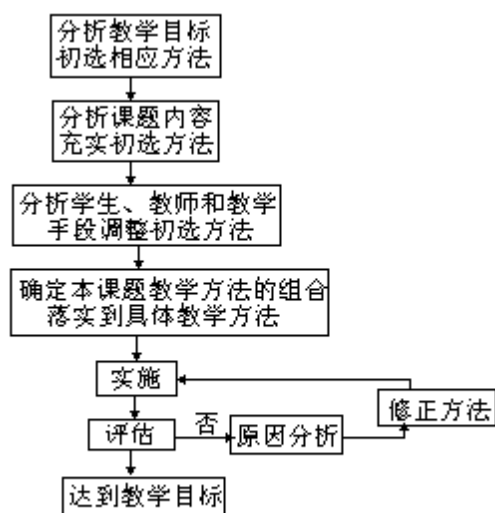 分析教学目标
初选相应方法
分析课题内容
充实初选方法
分析学生、教师和教学
手段调整初选方法
确定本课题教学方法的组合
落实到具体教学方法
实施
修正方法
评估
否
原因分析
达到教学目标